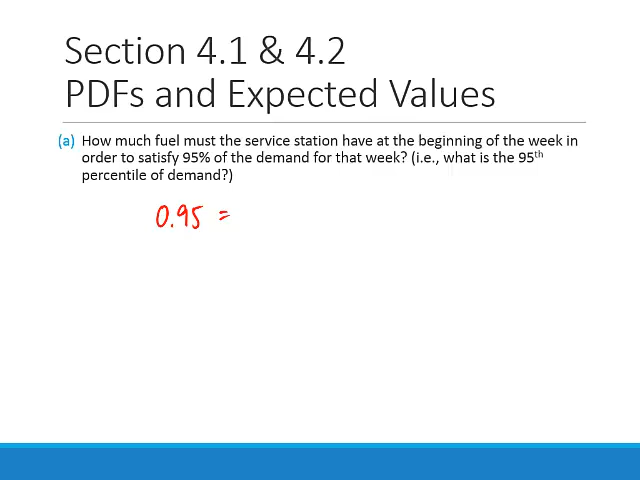 Section 4.1 & 4.2
PDFs and Expected Values
(a) How much fuel must the service station have at the beginning of the week in
order to satisfy 95% of the demand for that week? (i.e., what is the 95th
percentile of demand?)
0.95 =